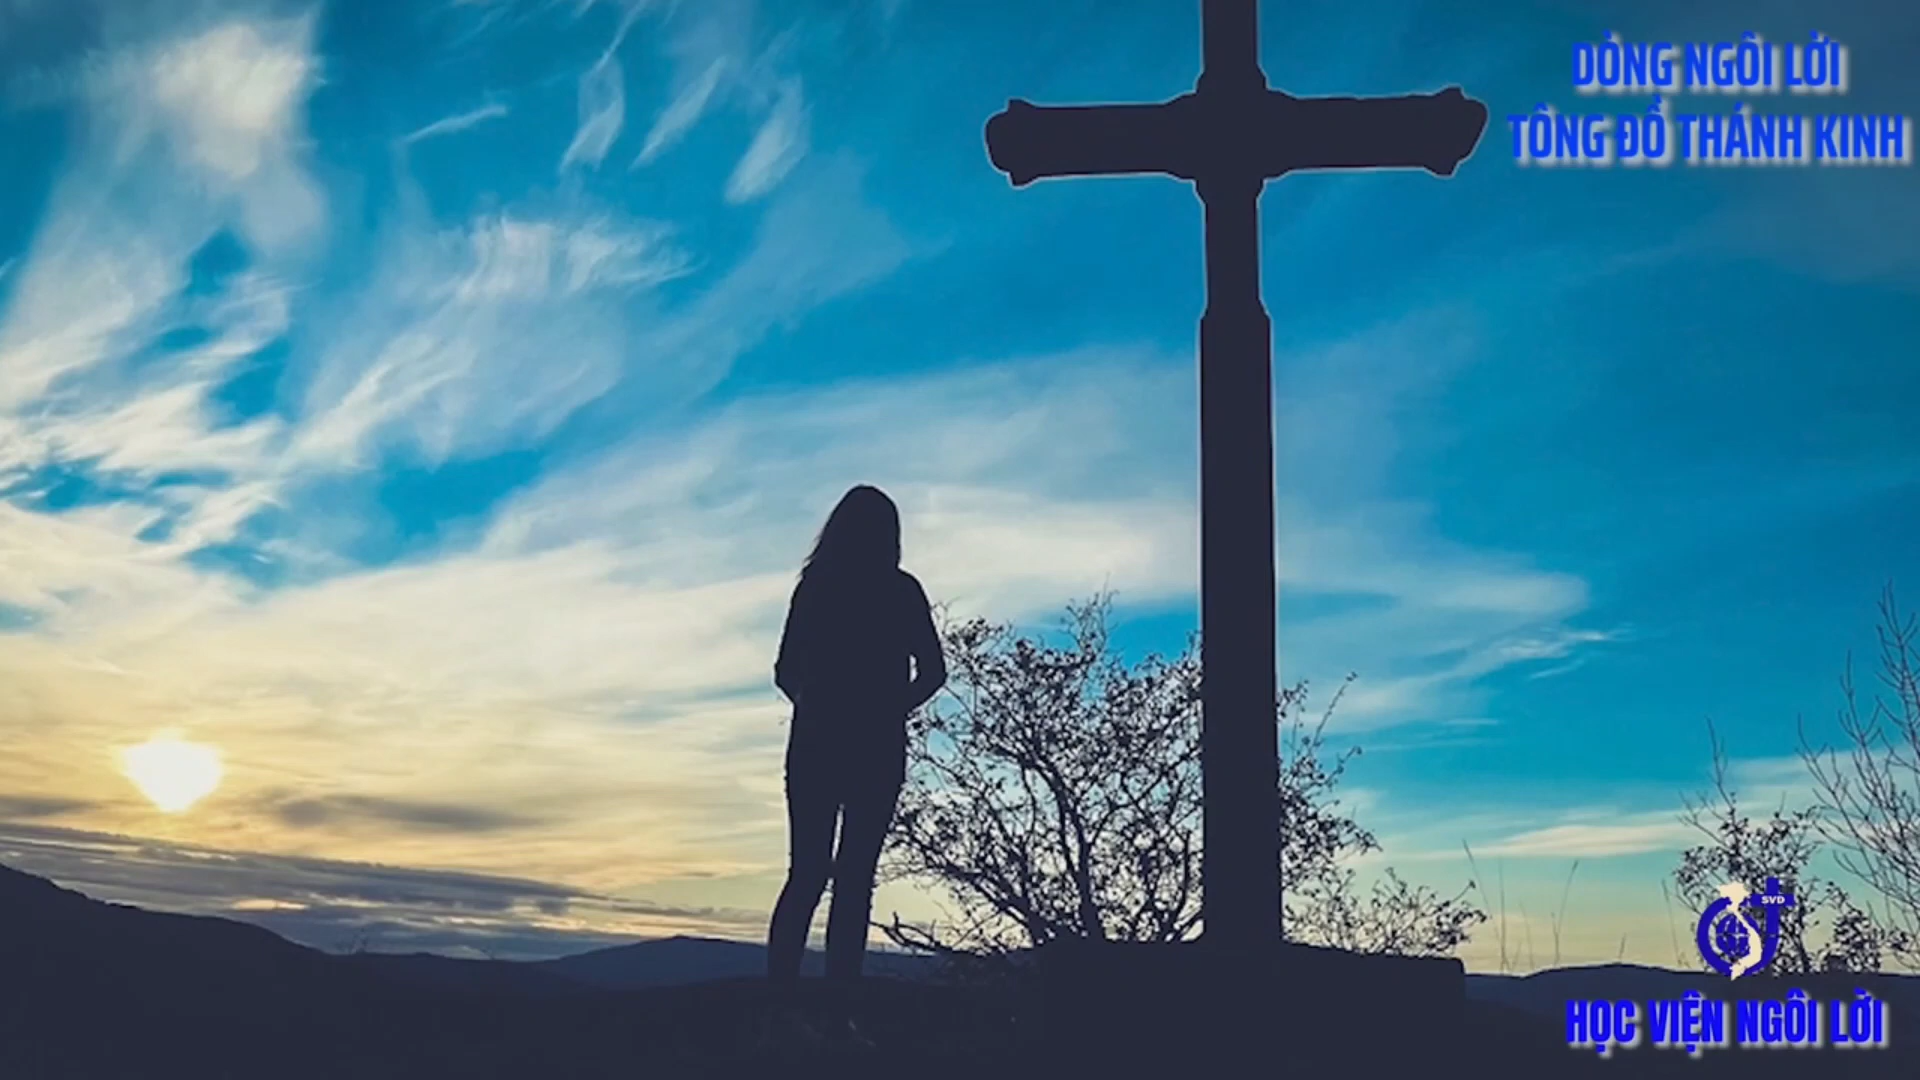 DÒNG NGÔI LỜI
TÔNG ĐỒ THÁNH KINH
SVD
HỌC VIỆN NGÔI LỜI